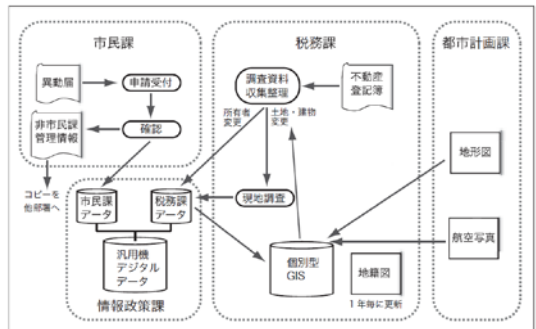 市民課
税務課
都市計画課
異動届
申請受付
調査資料
収集整理
不動産
登記簿
所有者
変更
土地・建物
変更
非市民課
管理情報
確認
地形図
コピーを
他部署へ
市民課
データ
税務課
データ
現地調査
航空写真
汎用機
デジタル
データ
個別型
GIS
地籍図
情報政策課
1年毎に更新